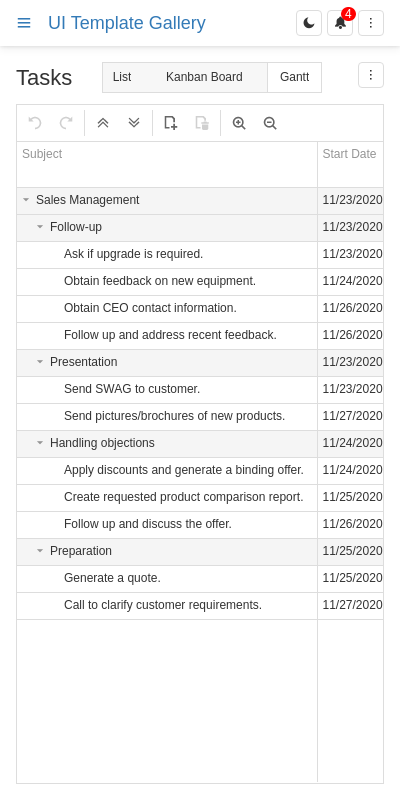 UI Template Gallery
4
Tasks
List Kanban Board Gantt
Subject Start Date
Sales Management 11/23/2020
Follow-up 11/23/2020
Ask if upgrade is required. 11/23/2020
Obtain feedback on new equipment. 11/24/2020
Obtain CEO contact information. 11/26/2020
Follow up and address recent feedback. 11/26/2020
Presentation 11/23/2020
Send SWAG to customer. 11/23/2020
Send pictures/brochures of new products. 11/27/2020
Handling objections 11/24/2020
Apply discounts and generate a binding offer. 11/24/2020
Create requested product comparison report. 11/25/2020
Follow up and discuss the offer. 11/26/2020
Preparation 11/25/2020
Generate a quote. 11/25/2020
Call to clarify customer requirements. 11/27/2020